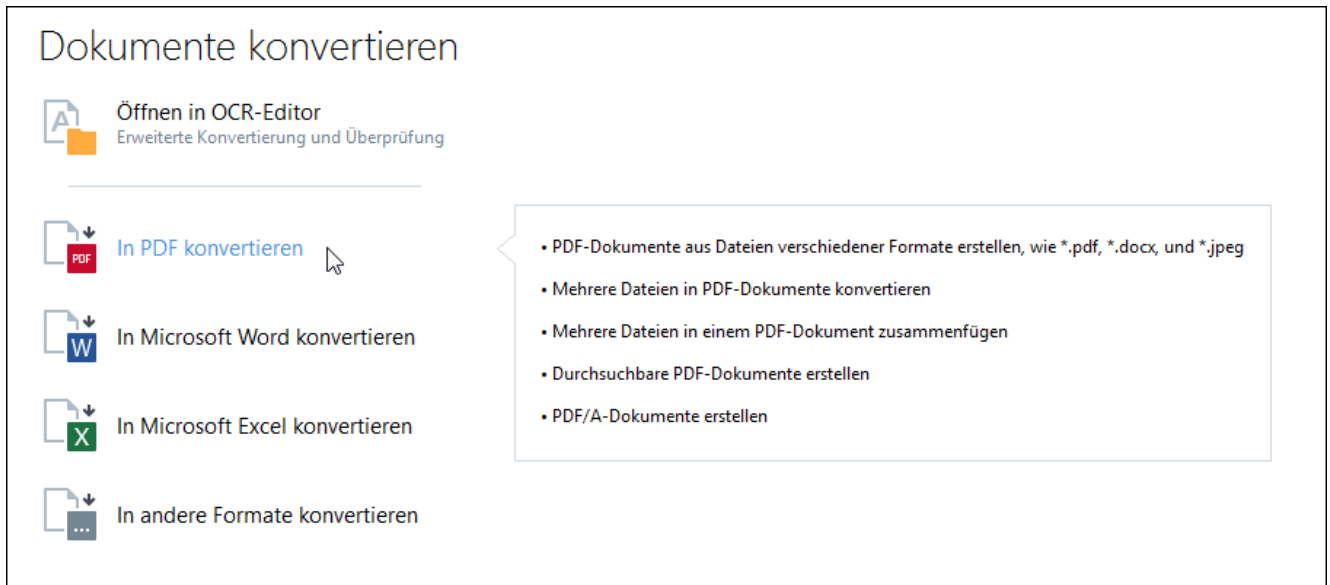 Dokumente konvertieren
A
Öffnen in OCR-Editor
Erweiterte Konvertierung und Überprüfung
PDF
In PDF konvertieren
W
In Microsoft Word konvertieren
X
In Microsoft Excel konvertieren
...
In andere Formate konvertieren
• PDF-Dokumente aus Dateien verschiedener Formate erstellen, wie *.pdf, *.docx, und *.jpeg
• Mehrere Dateien in PDF-Dokumente konvertieren
• Mehrere Dateien in einem PDF-Dokument zusammenfügen
• Durchsuchbare PDF-Dokumente erstellen
• PDF/A-Dokumente erstellen